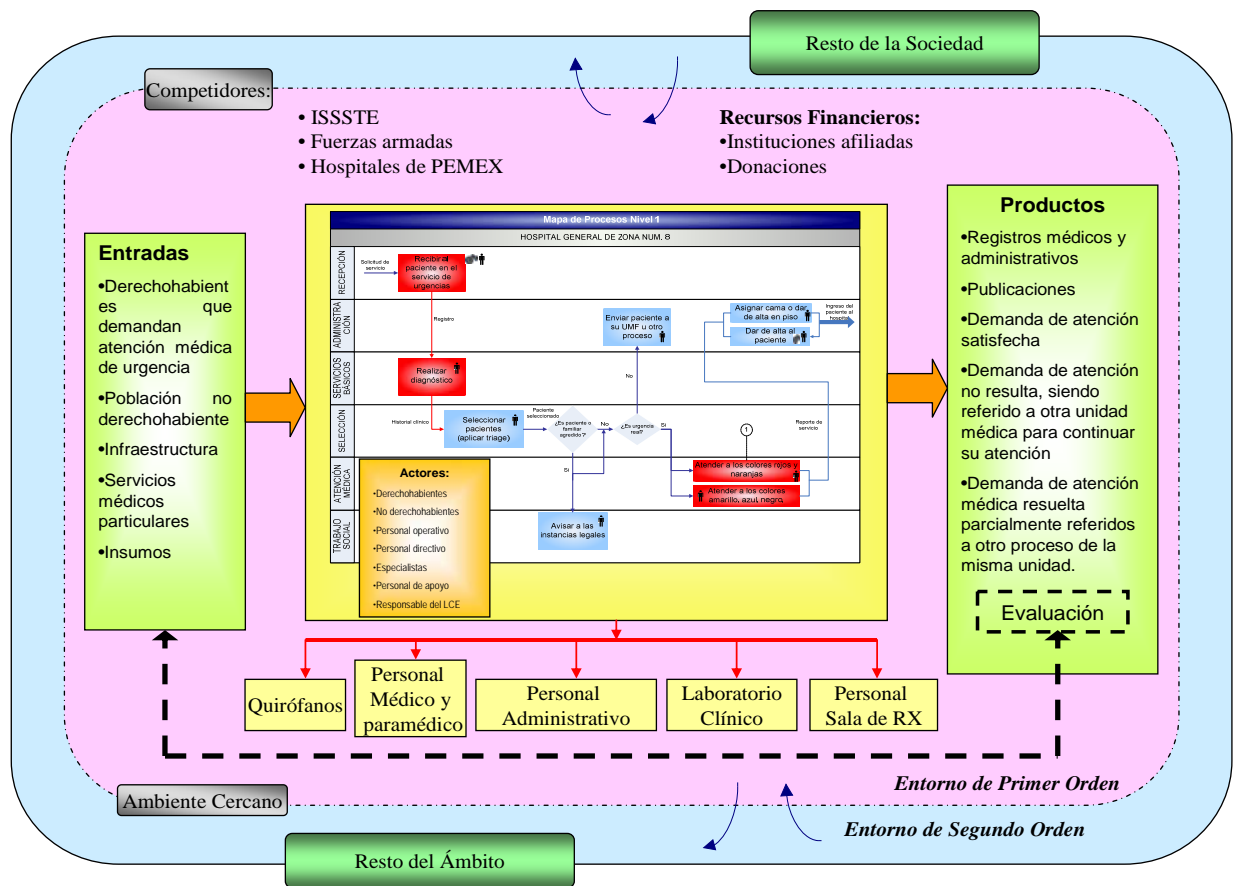 Resto de la Sociedad
Competidores:
• ISSSTE
• Fuerzas armadas
• Hospitales de PEMEX
Recursos Financieros:
•Instituciones afiliadas
•Donaciones
Entradas
•Derechohabient
es que
demandan
atención médica
de urgencia
•Población no
derechohabiente
•Infraestructura
•Servicios
médicos
particulares
•Insumos
Mapa de Procesos Nivel 1
HOSPITAL GENERAL DE ZONA NUM. 8
RECEPCIÓN
Solicitud de
servicio
Recibir al
paciente en el
servicio de
urgencias
Registro
ADMINISTRA
CIÓN
Enviar paciente a
su UMF u otro
proceso
Asignar cama o dar
de alta en piso
Dar de alta al
paciente
Ingreso del
paciente al
hospital
SERVICIOS
BÁSICOS
Realizar
diagnóstico
No
SELECCIÓN
Historial clínico
Seleccionar
pacientes
(aplicar triage)
Paciente
seleccionado
¿Es paciente o
familiar
agredido?
No
¿Es urgencia
real?
Si
1
Reporte de
servicio
ATENCIÓN
MÉDICA
Si
Atender a los colores rojos y
naranjas
Atender a los colores
amarillo, azul, negro,
TRABAJO
SOCIAL
Avisar a las
instancias legales
Actores:
•Derechohabientes
•No derechohabientes
•Personal operativo
•Personal directivo
•Especialistas
•Personal de apoyo
•Responsable del LCE
Productos
•Registros médicos y
administrativos
•Publicaciones
•Demanda de atención
satisfecha
•Demanda de atención
no resulta, siendo
referido a otra unidad
médica para continuar
su atención
•Demanda de atención
médica resuelta
parcialmente referidos
a otro proceso de la
misma unidad.
Evaluación
Quirófanos
Personal
Médico y
paramédico
Personal
Administrativo
Laboratorio
Clínico
Personal
Sala de RX
Entorno de Primer Orden
Ambiente Cercano
Entorno de Segundo Orden
Resto del Ámbito